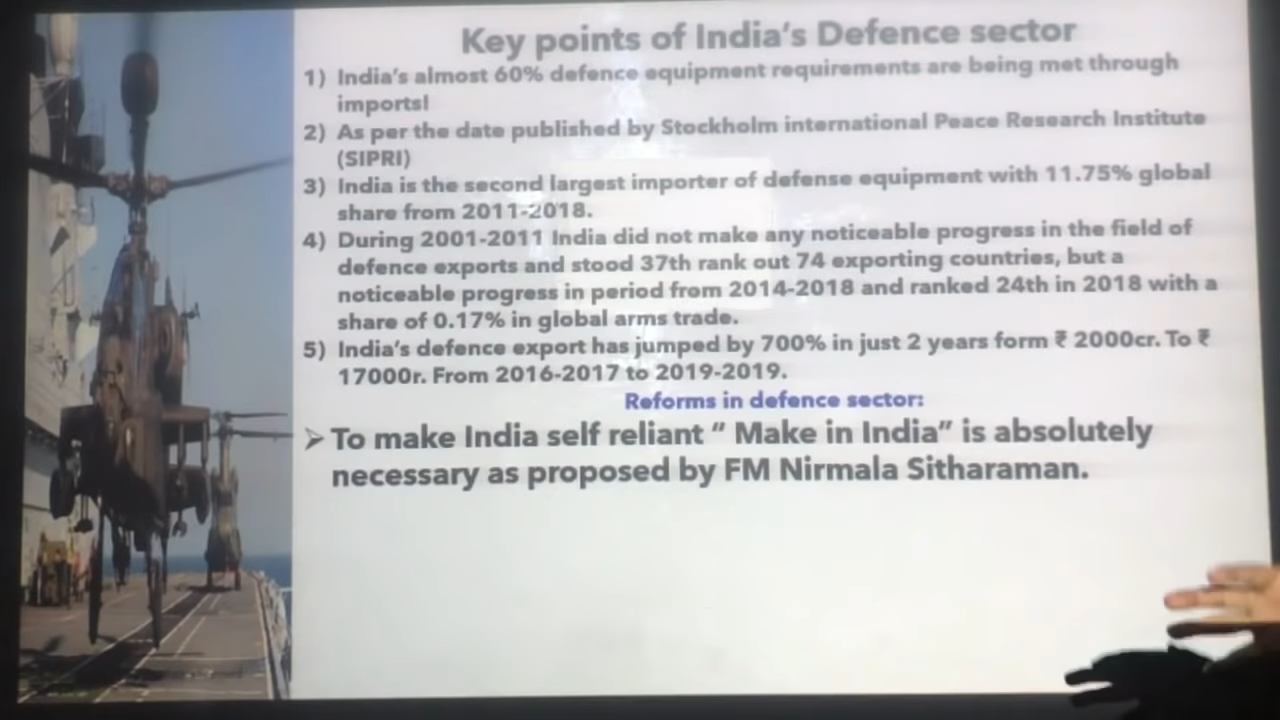 Key points of India's Defence sector
1) India's almost 60% defence equipment requirements are being met through
imports!
2) As per the date published by Stockholm international Peace Research Institute
(SIPRI)
3) India is the second largest importer of defense equipment with 11.75% global
share from 2011-2018.
4) During 2001-2011 India did not make any noticeable progress in the field of
defence exports and stood 37th rank out 74 exporting countries, but a
noticeable progress in period from 2014-2018 and ranked 24th in 2018 with a
share of 0.17% in global arms trade.
5) India's defence export has jumped by 700% in just 2 years form ₹ 2000cr. To ₹
17000r. From 2016-2017 to 2019-2019.
Reforms in defence sector:
➢ To make India self reliant “ Make in India” is absolutely
necessary as proposed by FM Nirmala Sitharaman.